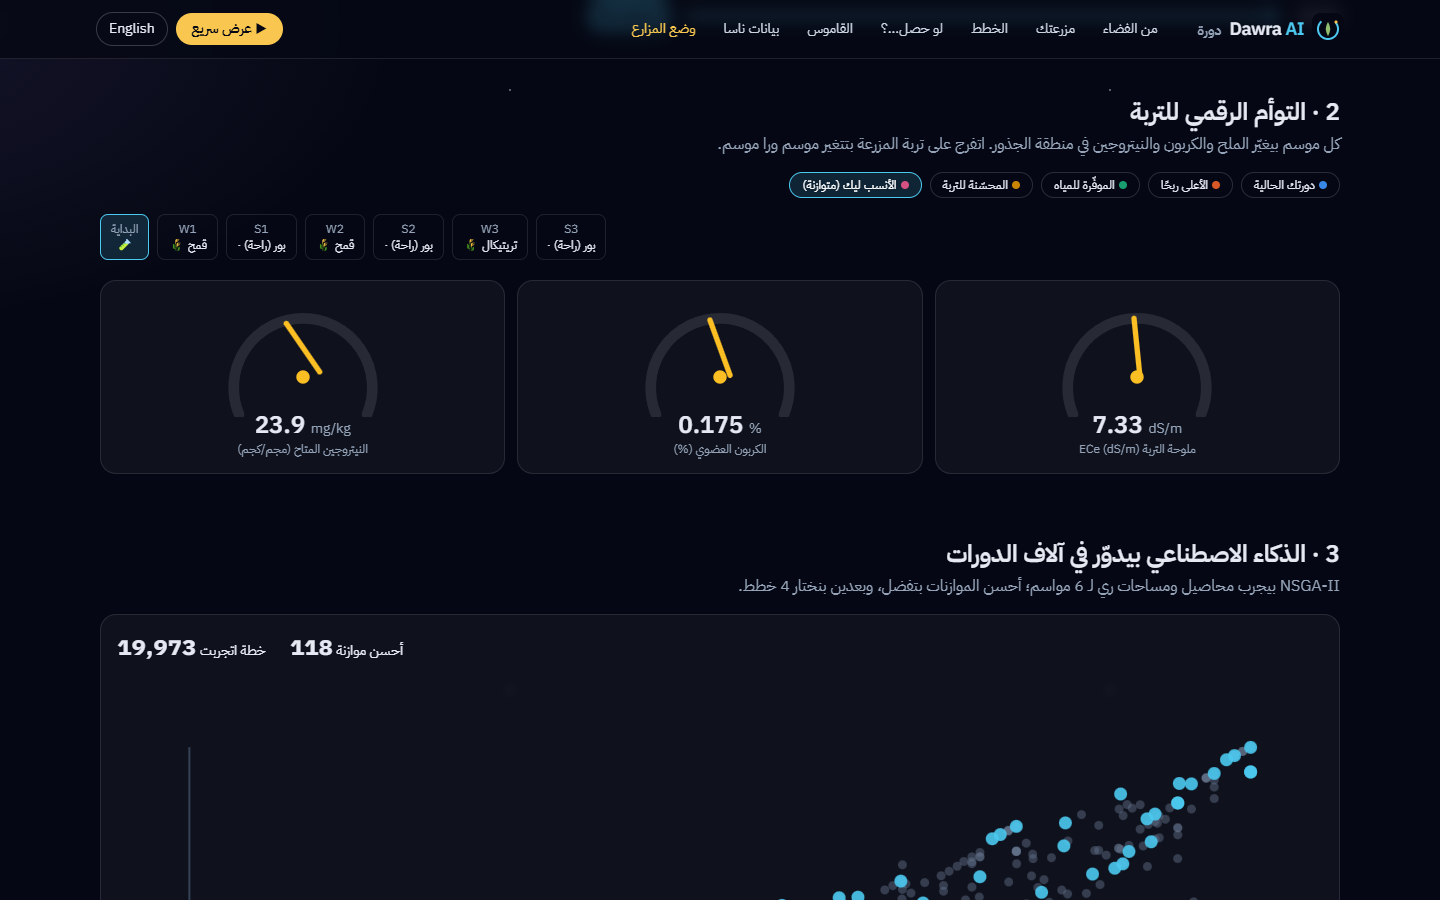 Dawra AI دورة
من الفضاء
مزرعتك
الخطط
لو حصل...؟
القاموس
بيانات ناسا
وضع المزارع
▶ عرض سريع
English
2 · التوأم الرقمي للتربة
كل موسم بيغيّر الملح والكربون والنيتروجين في منطقة الجذور. اتفرج على تربة المزرعة بتتغير موسم ورا موسم.
دورتك الحالية
الأعلى ربحًا
الموفّرة للمياه
المحسّنة للتربة
الأنسب ليك (متوازنة)
البداية
W1
قمح
S1
بور (راحة) ·
W2
قمح
S2
بور (راحة) ·
W3
تريتيكال
S3
بور (راحة) ·
7.33 dS/m
ملوحة التربة ECe (dS/m)
0.175 %
الكربون العضوي (%)
23.9 mg/kg
النيتروجين المتاح (مجم/كجم)
3 · الذكاء الاصطناعي بيدوّر في آلاف الدورات
NSGA-II بيجرب محاصيل ومساحات ري لـ 6 مواسم؛ أحسن الموازنات بتفضل، وبعدين بنختار 4 خطط.
أحسن موازنة 118
خطة اتجربت 19,973